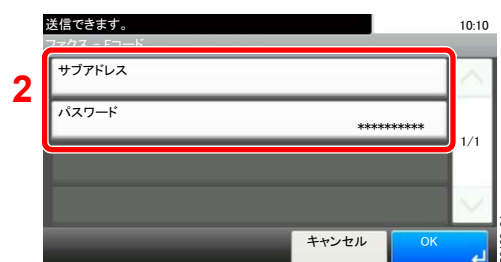 送信できます。 10:10
ファクス - Fコード
サブアドレス
2
パスワード
**********
1/1
キャンセル OK